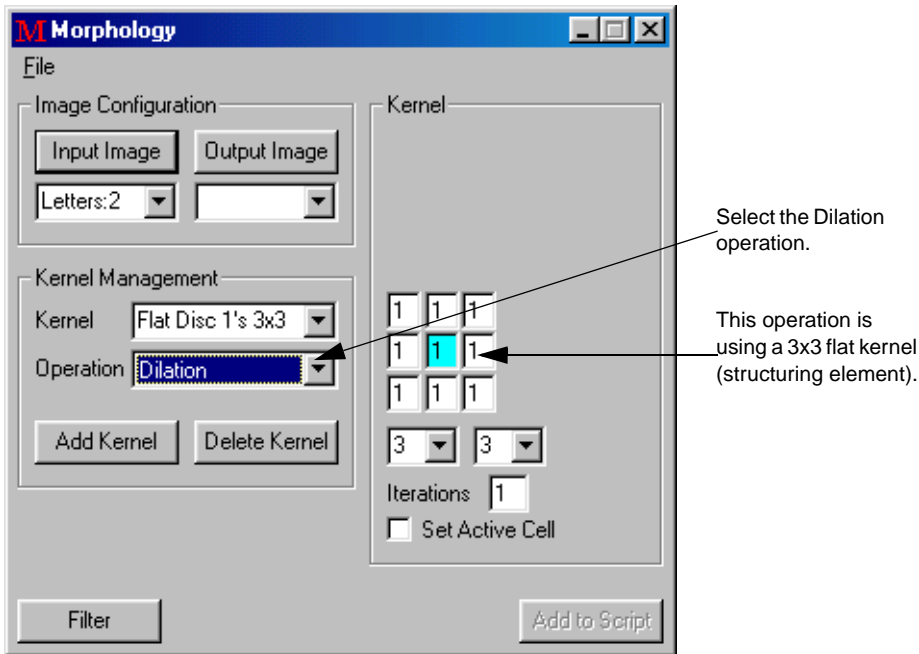 M Morphology
File
Image Configuration
Input Image Output Image
Letters:2
Kernel Management
Kernel Flat Disc 1's 3x3
Operation Dilation
Add Kernel Delete Kernel
Kernel
1 1 1
1 1 1
1 1 1
3 3
Iterations 1
Set Active Cell
Filter
Add to Script
Select the Dilation
operation.
This operation is
using a 3x3 flat kernel
(structuring element).